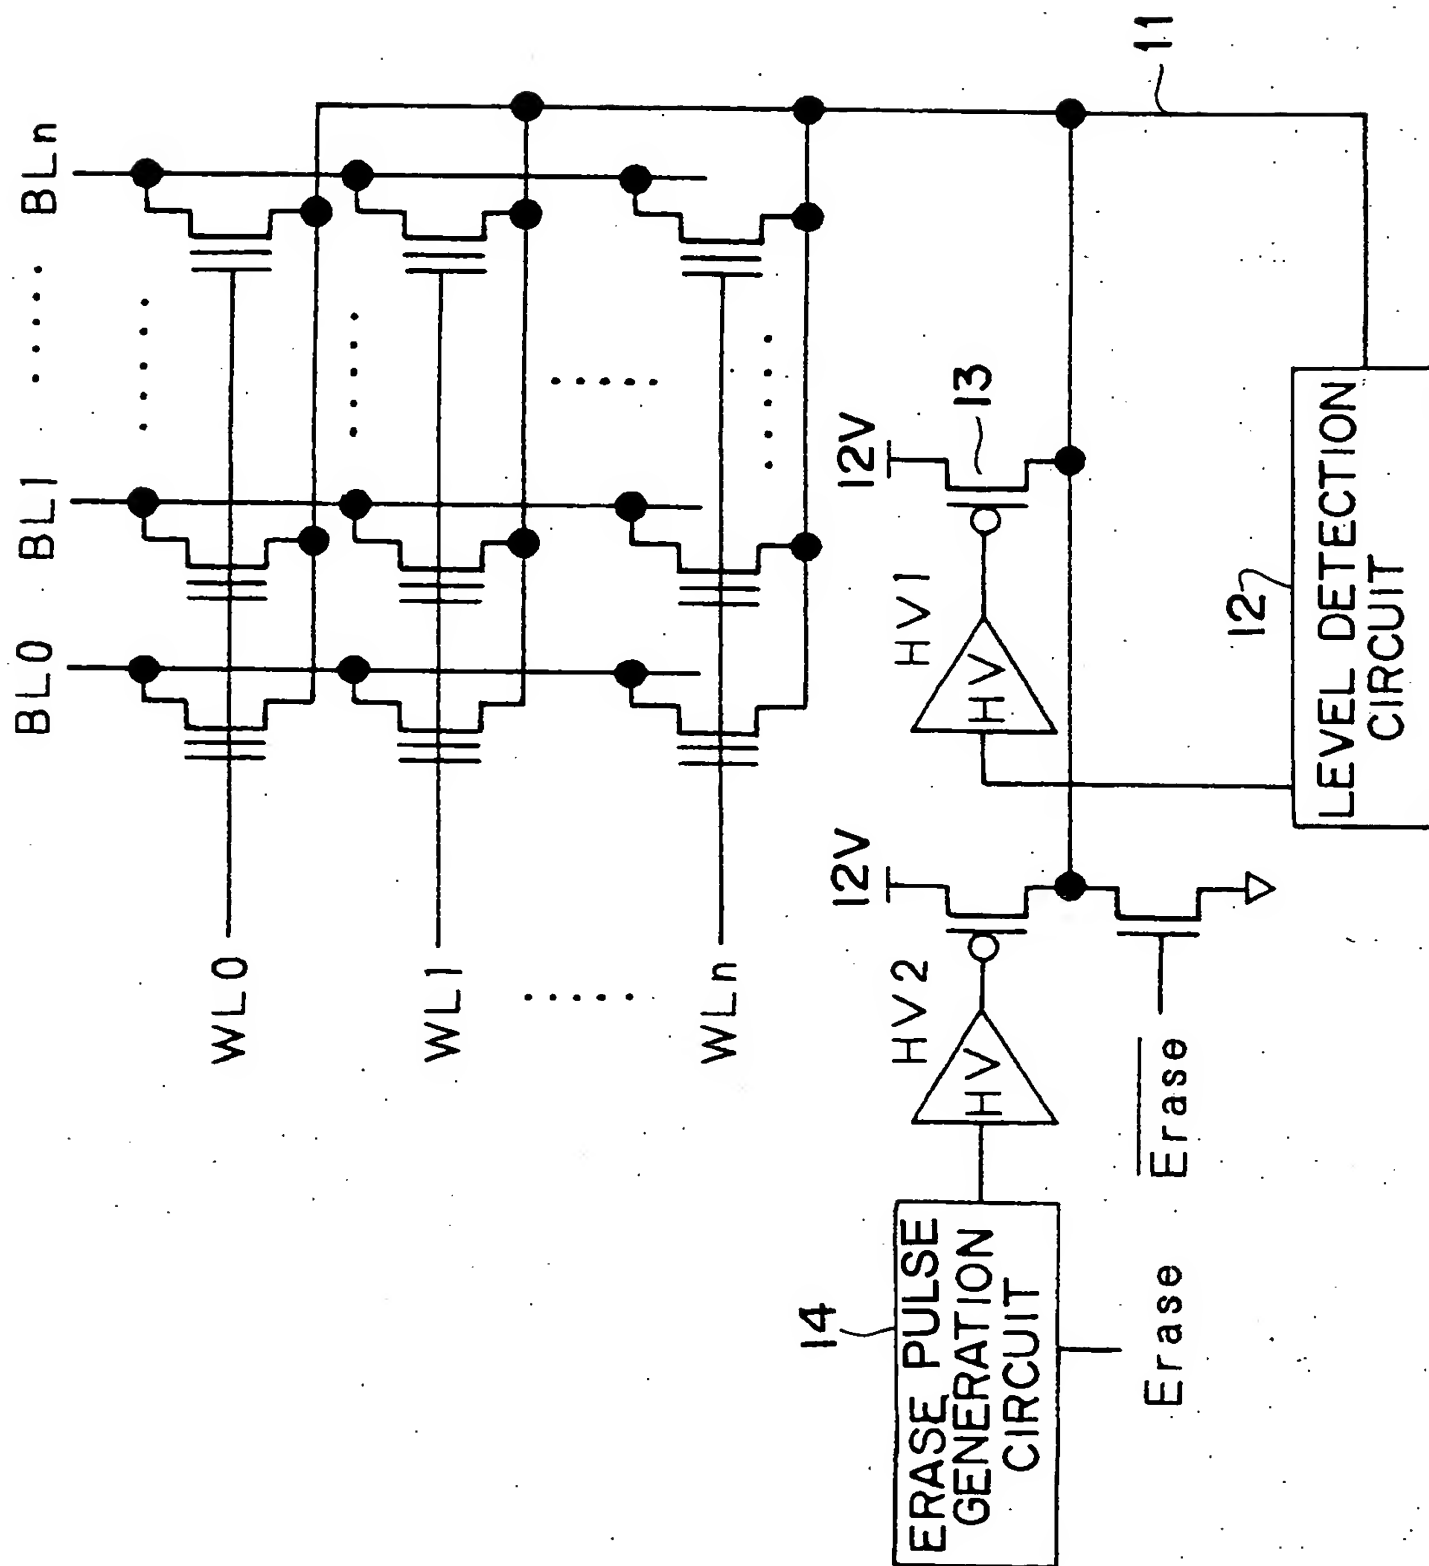 BL0
BL1
.....
BLn
WL0
WL1
.....
WLn
14
ERASE PULSE
GENERATION
CIRCUIT
Erase
Erase
HV2
HV
12V
HV1
HV
12V
13
12
LEVEL DETECTION
CIRCUIT
11